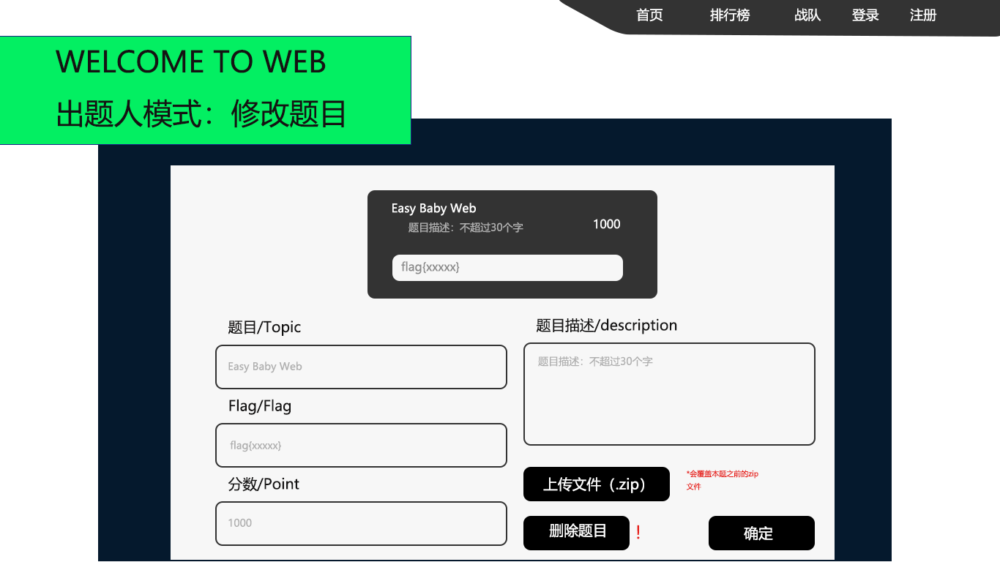 首页 排行榜 战队 登录 注册
WELCOME TO WEB
出题人模式：修改题目
Easy Baby Web
题目描述：不超过30个字
1000
flag{xxxxx}
题目/Topic
Easy Baby Web
Flag/Flag
flag{xxxxx}
分数/Point
1000
题目描述/description
题目描述：不超过30个字
上传文件（.zip）
*会覆盖本题之前的zip
文件
删除题目 !
确定